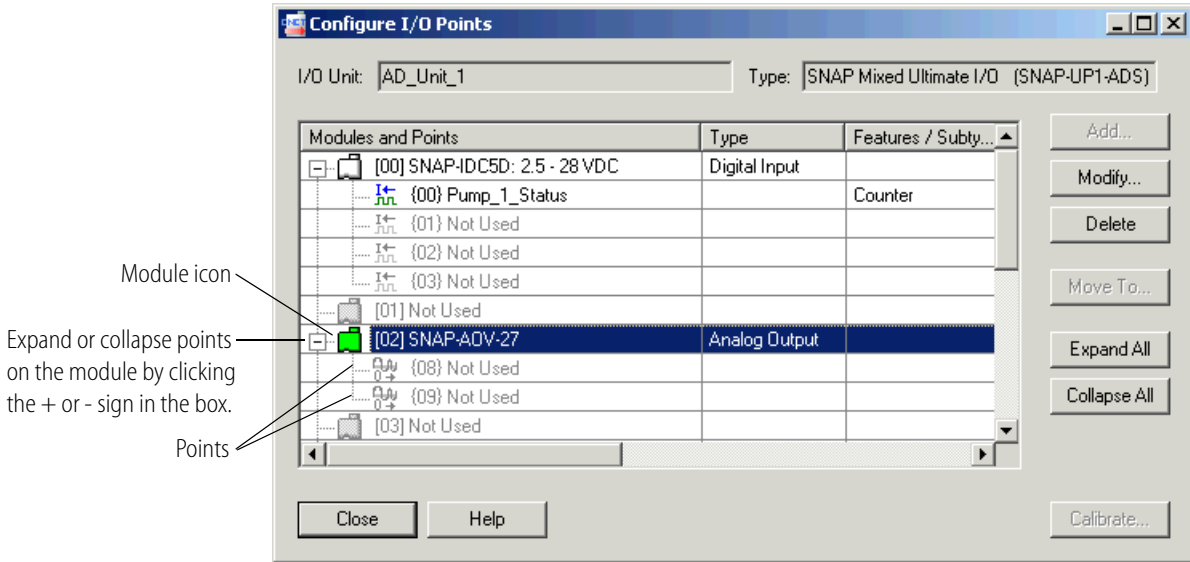 Configure I/O Points
I/O Unit: AD_Unit_1 Type: SNAP Mixed Ultimate I/O (SNAP-UP1-ADS)
Modules and Points Type Features / Subty...
[00] SNAP-IDC5D: 2.5 - 28 VDC Digital Input
{00} Pump_1_Status Counter
{01} Not Used
{02} Not Used
{03} Not Used
[01] Not Used
[02] SNAP-AOV-27 Analog Output
{08} Not Used
{09} Not Used
[03] Not Used
Add...
Modify...
Delete
Move To...
Expand All
Collapse All
Close Help Calibrate...
Module icon
Expand or collapse points
on the module by clicking
the + or - sign in the box.
Points